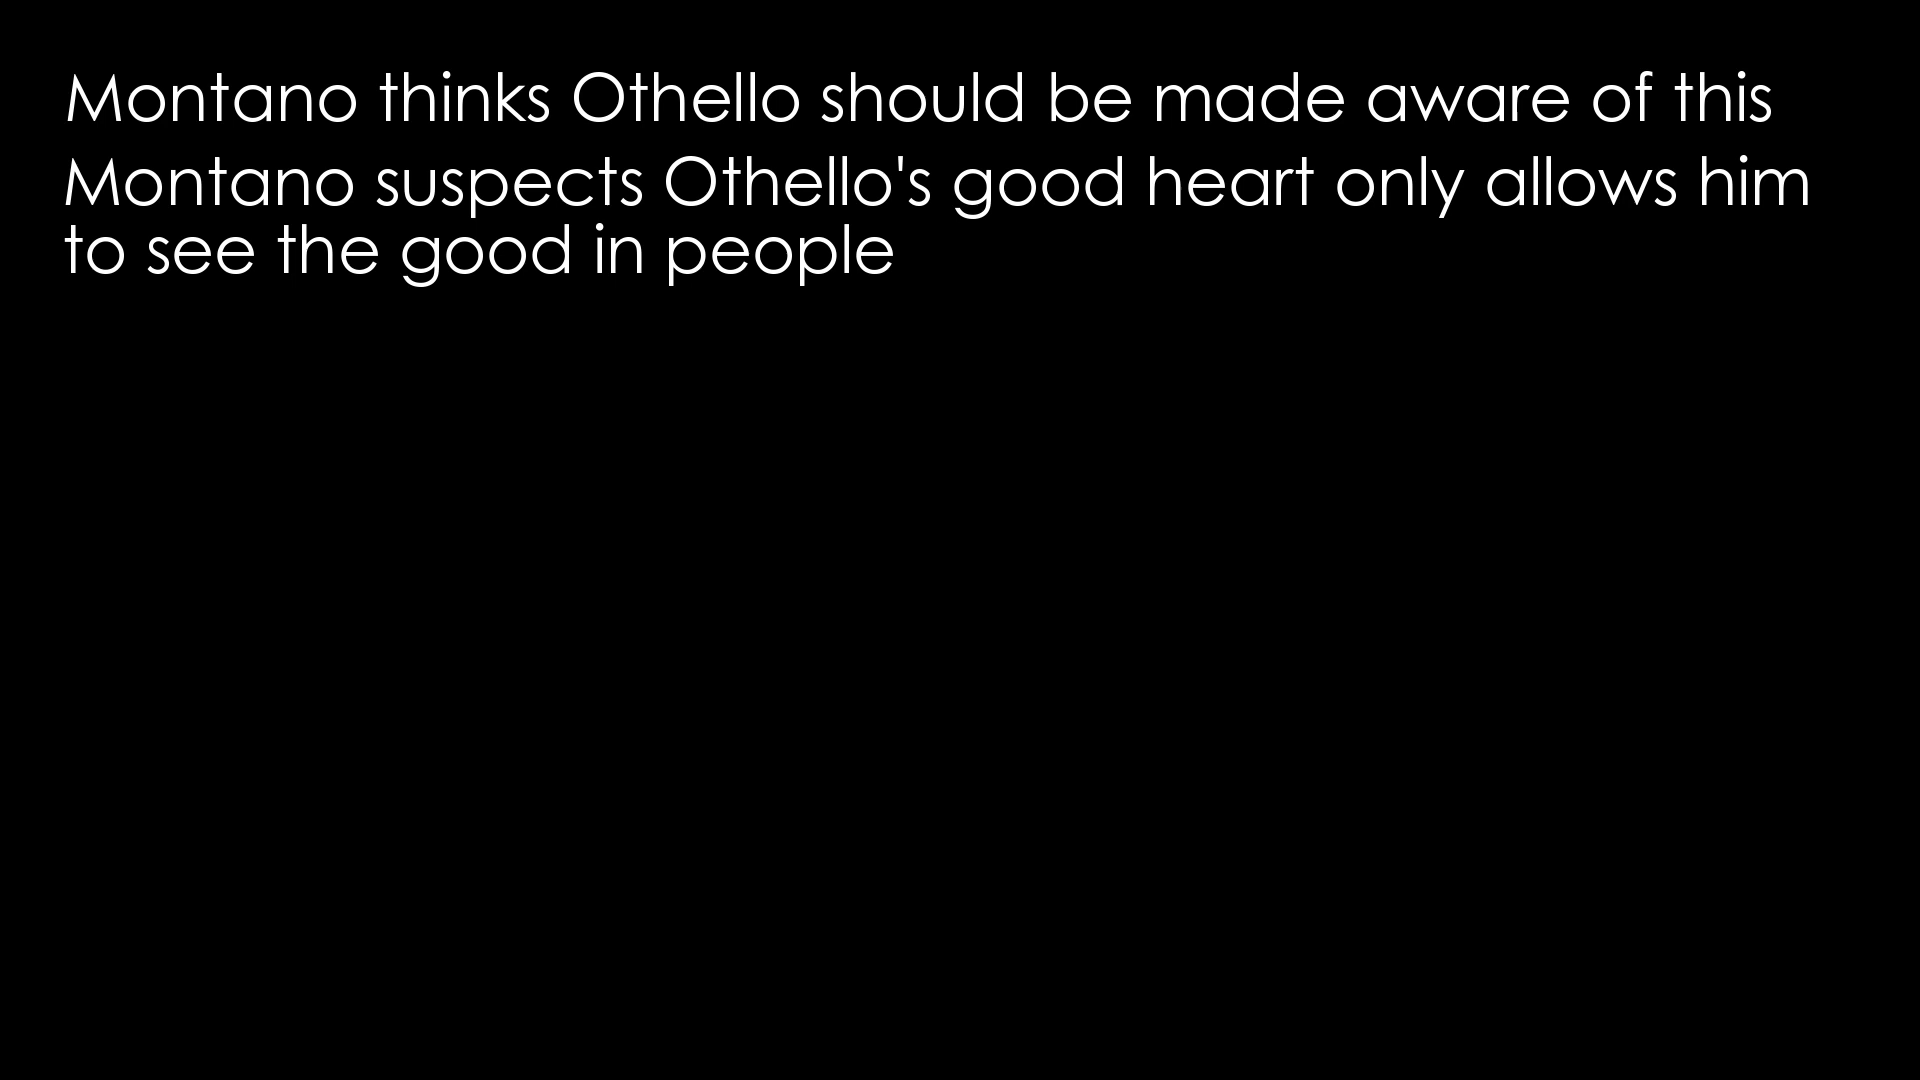 Montano thinks Othello should be made aware of this
Montano suspects Othello's good heart only allows him
to see the good in people